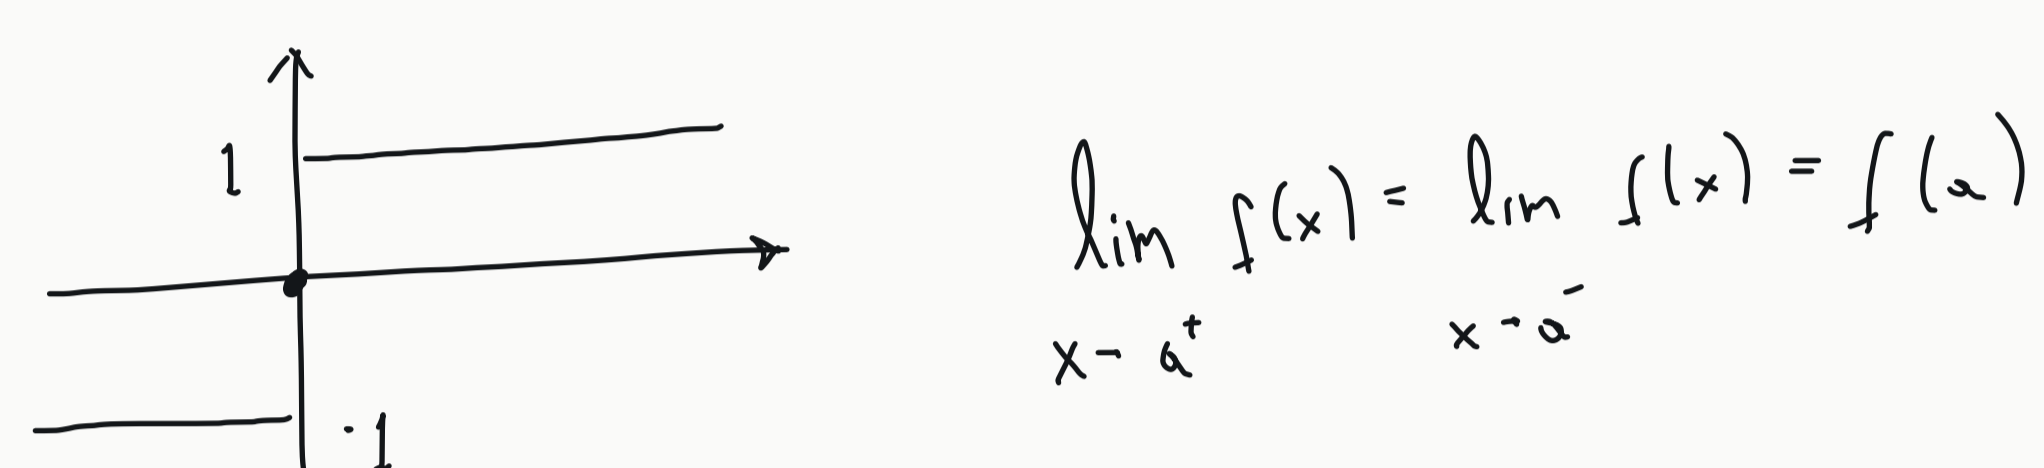 1
lim f(x) = lim f(x) = f(a)
x → a⁺ x → a⁻
-1